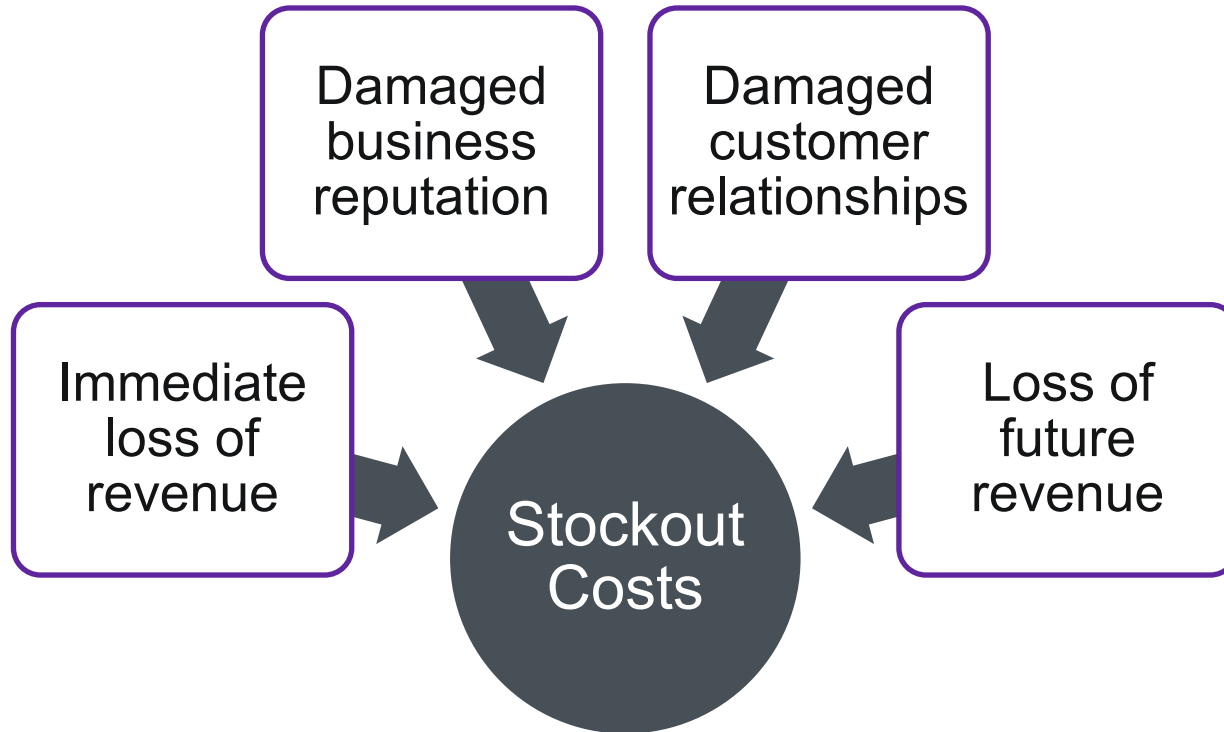 Damaged
business
reputation
Damaged
customer
relationships
Immediate
loss of
revenue
Loss of
future
revenue
Stockout
Costs